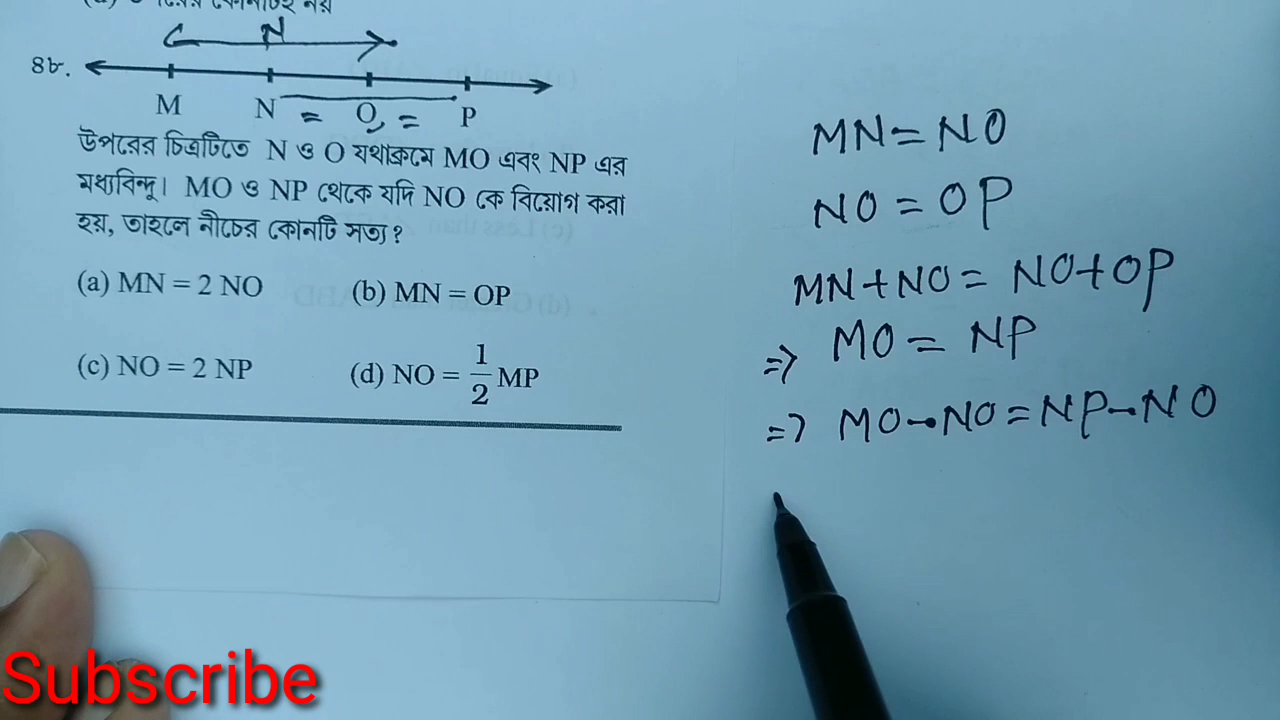 N
৪৮.
M N = O, = P
উপরের চিত্রটিতে N ও O যথাক্রমে MO এবং NP এর
মধ্যবিন্দু। MO ও NP থেকে যদি NO কে বিয়োগ করা
হয়, তাহলে নীচের কোনটি সত্য?
(a) MN = 2 NO (b) MN = OP
(c) NO = 2 NP (d) NO = 1/2 MP
MN = NO
NO = OP
MN + NO = NO + OP
=> MO = NP
=> MO - NO = NP - NO
Subscribe